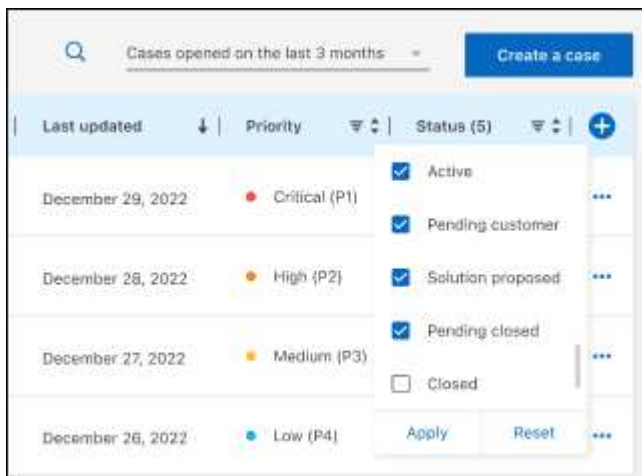 Cases opened on the last 3 months
Create a case
Last updated
Priority
Status (5)
Active
December 29, 2022
Critical (P1)
Pending customer
December 28, 2022
High (P2)
Solution proposed
Pending closed
December 27, 2022
Medium (P3)
Closed
December 26, 2022
Low (P4)
Apply
Reset